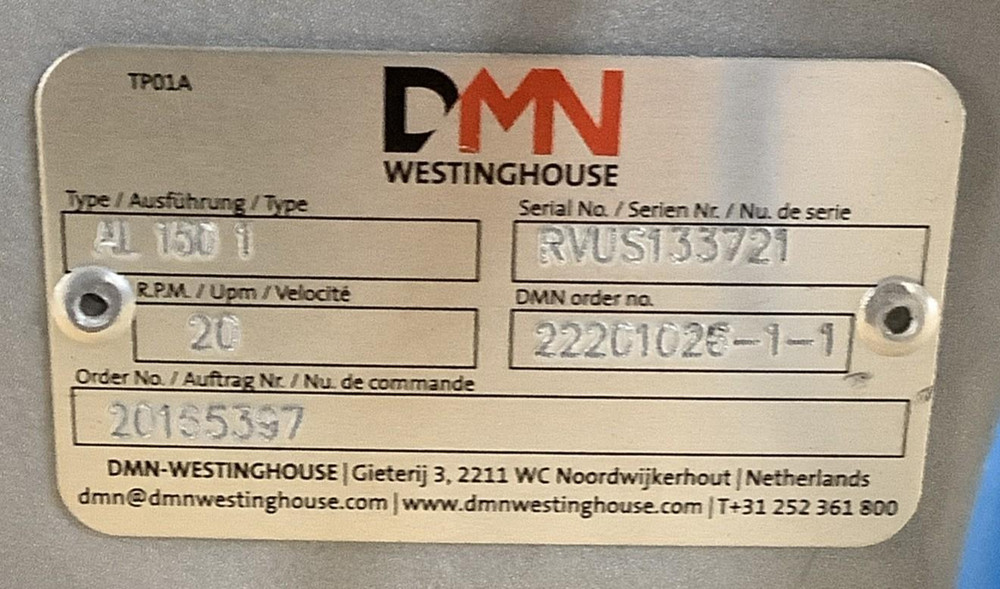 TP01A
DMN
WESTINGHOUSE
Type / Ausführung / Type
AL 150 1
Serial No. / Serien Nr. / Nu. de serie
RVUS133721
R.P.M. / Upm / Velocité
20
DMN order no.
22201026-1-1
Order No. / Auftrag Nr. / Nu. de commande
20165397
DMN-WESTINGHOUSE | Gieterij 3, 2211 WC Noordwijkerhout | Netherlands
dmn@dmnwestinghouse.com | www.dmnwestinghouse.com | T+31 252 361 800